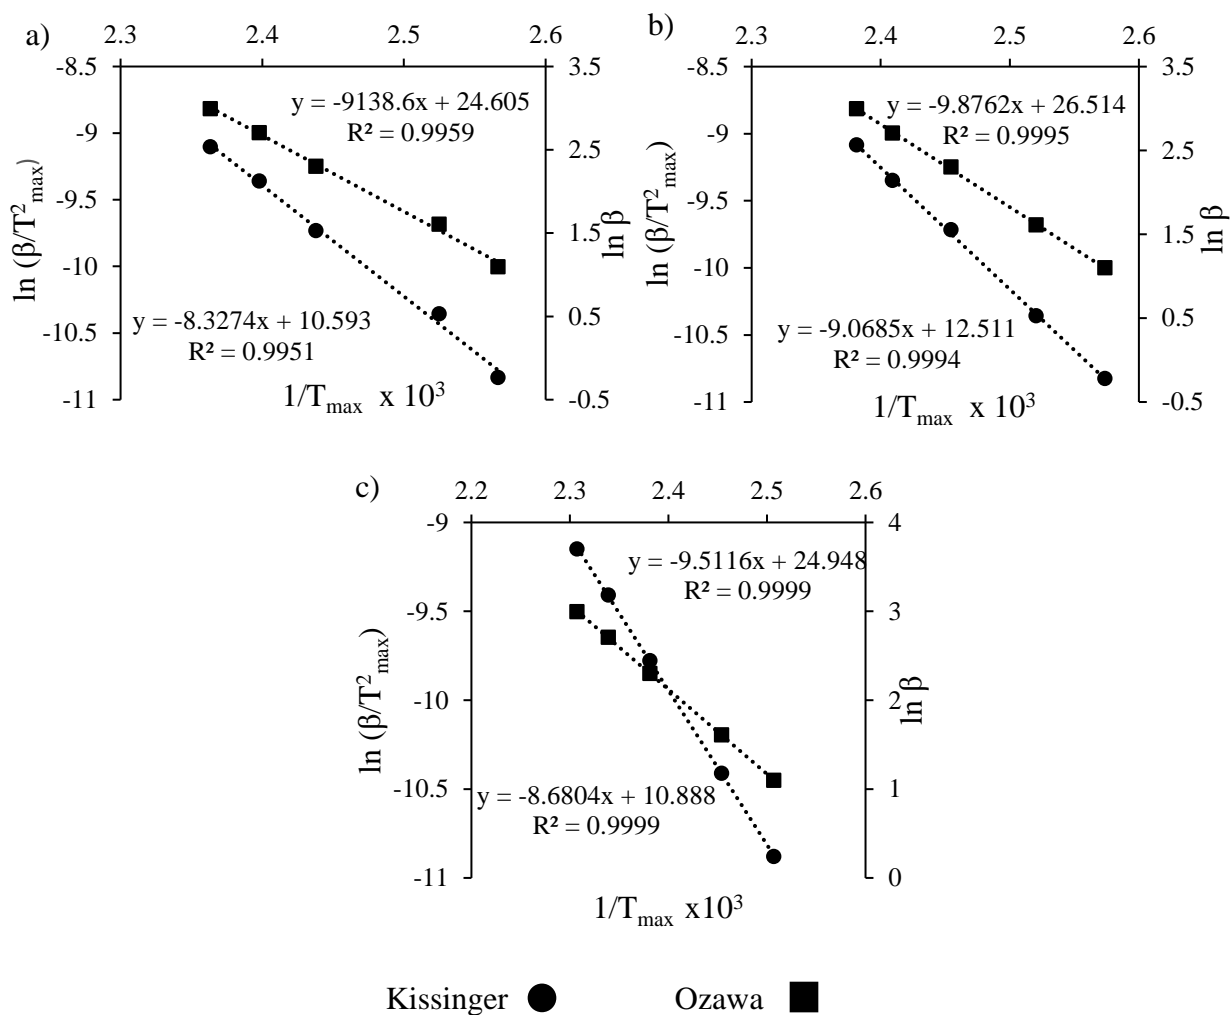 a)
2.3 2.4 2.5 2.6
-8.5
-9
-9.5
-10
-10.5
-11
3.5
2.5
1.5
0.5
-0.5
ln (β/T²max)
ln β
y = -9138.6x + 24.605
R² = 0.9959
y = -8.3274x + 10.593
R² = 0.9951
1/Tmax x 10³
b)
2.3 2.4 2.5 2.6
-8.5
-9
-9.5
-10
-10.5
-11
3.5
2.5
1.5
0.5
-0.5
ln (β/T²max)
ln β
y = -9.8762x + 26.514
R² = 0.9995
y = -9.0685x + 12.511
R² = 0.9994
1/Tmax x 10³
c)
2.2 2.3 2.4 2.5 2.6
-9
-9.5
-10
-10.5
-11
4
3
2
1
0
ln (β/T²max)
ln β
y = -9.5116x + 24.948
R² = 0.9999
y = -8.6804x + 10.888
R² = 0.9999
1/Tmax x10³
Kissinger Ozawa